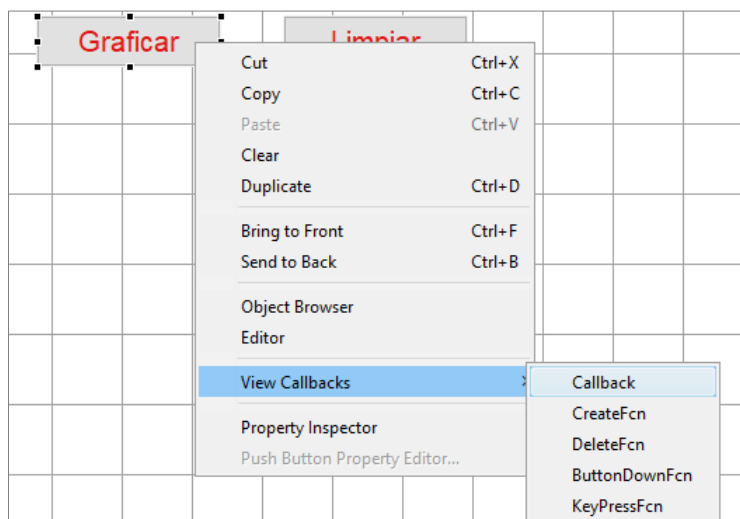 Graficar
Limpiar
Cut Ctrl+X
Copy Ctrl+C
Paste Ctrl+V
Clear
Duplicate Ctrl+D
Bring to Front Ctrl+F
Send to Back Ctrl+B
Object Browser
Editor
View Callbacks
Callback
CreateFcn
Property Inspector
DeleteFcn
Push Button Property Editor...
ButtonDownFcn
KeyPressFcn